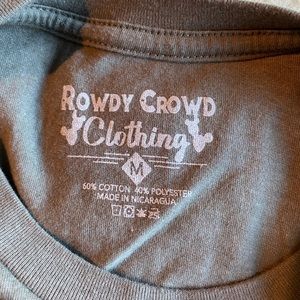 ROWDY CROWD
Clothing
M
60% COTTON 40% POLYESTER
MADE IN NICARAGUA